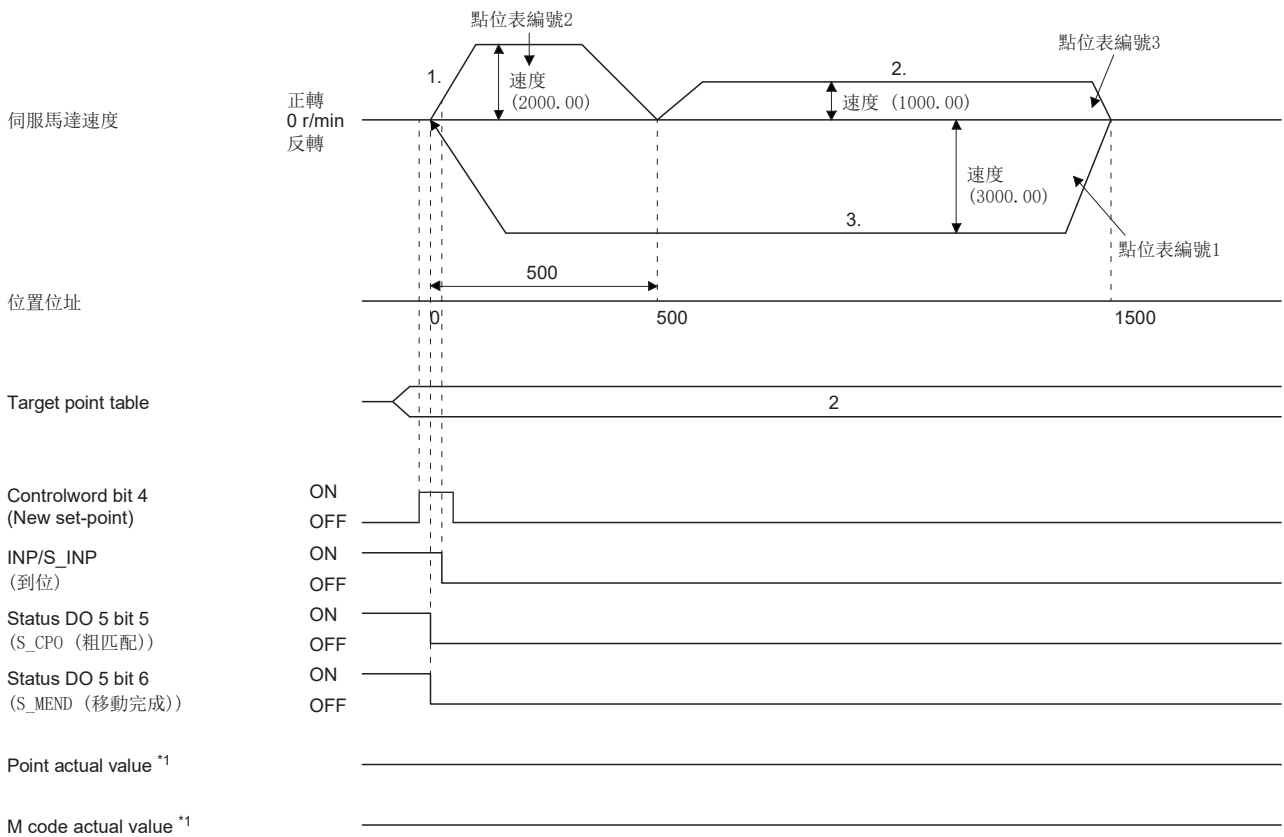 點位表編號2
點位表編號3
1.
速度
(2000.00)
2.
速度 (1000.00)
伺服馬達速度
正轉
0 r/min
反轉
速度
(3000.00)
3.
點位表編號1
500
位置位址
0
500
1500
Target point table
2
Controlword bit 4
(New set-point)
ON
OFF
INP/S_INP
(到位)
ON
OFF
Status DO 5 bit 5
(S_CPO (粗匹配))
ON
OFF
Status DO 5 bit 6
(S_MEND (移動完成))
ON
OFF
Point actual value *1
M code actual value *1